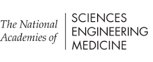 The National
Academies of
SCIENCES
ENGINEERING
MEDICINE